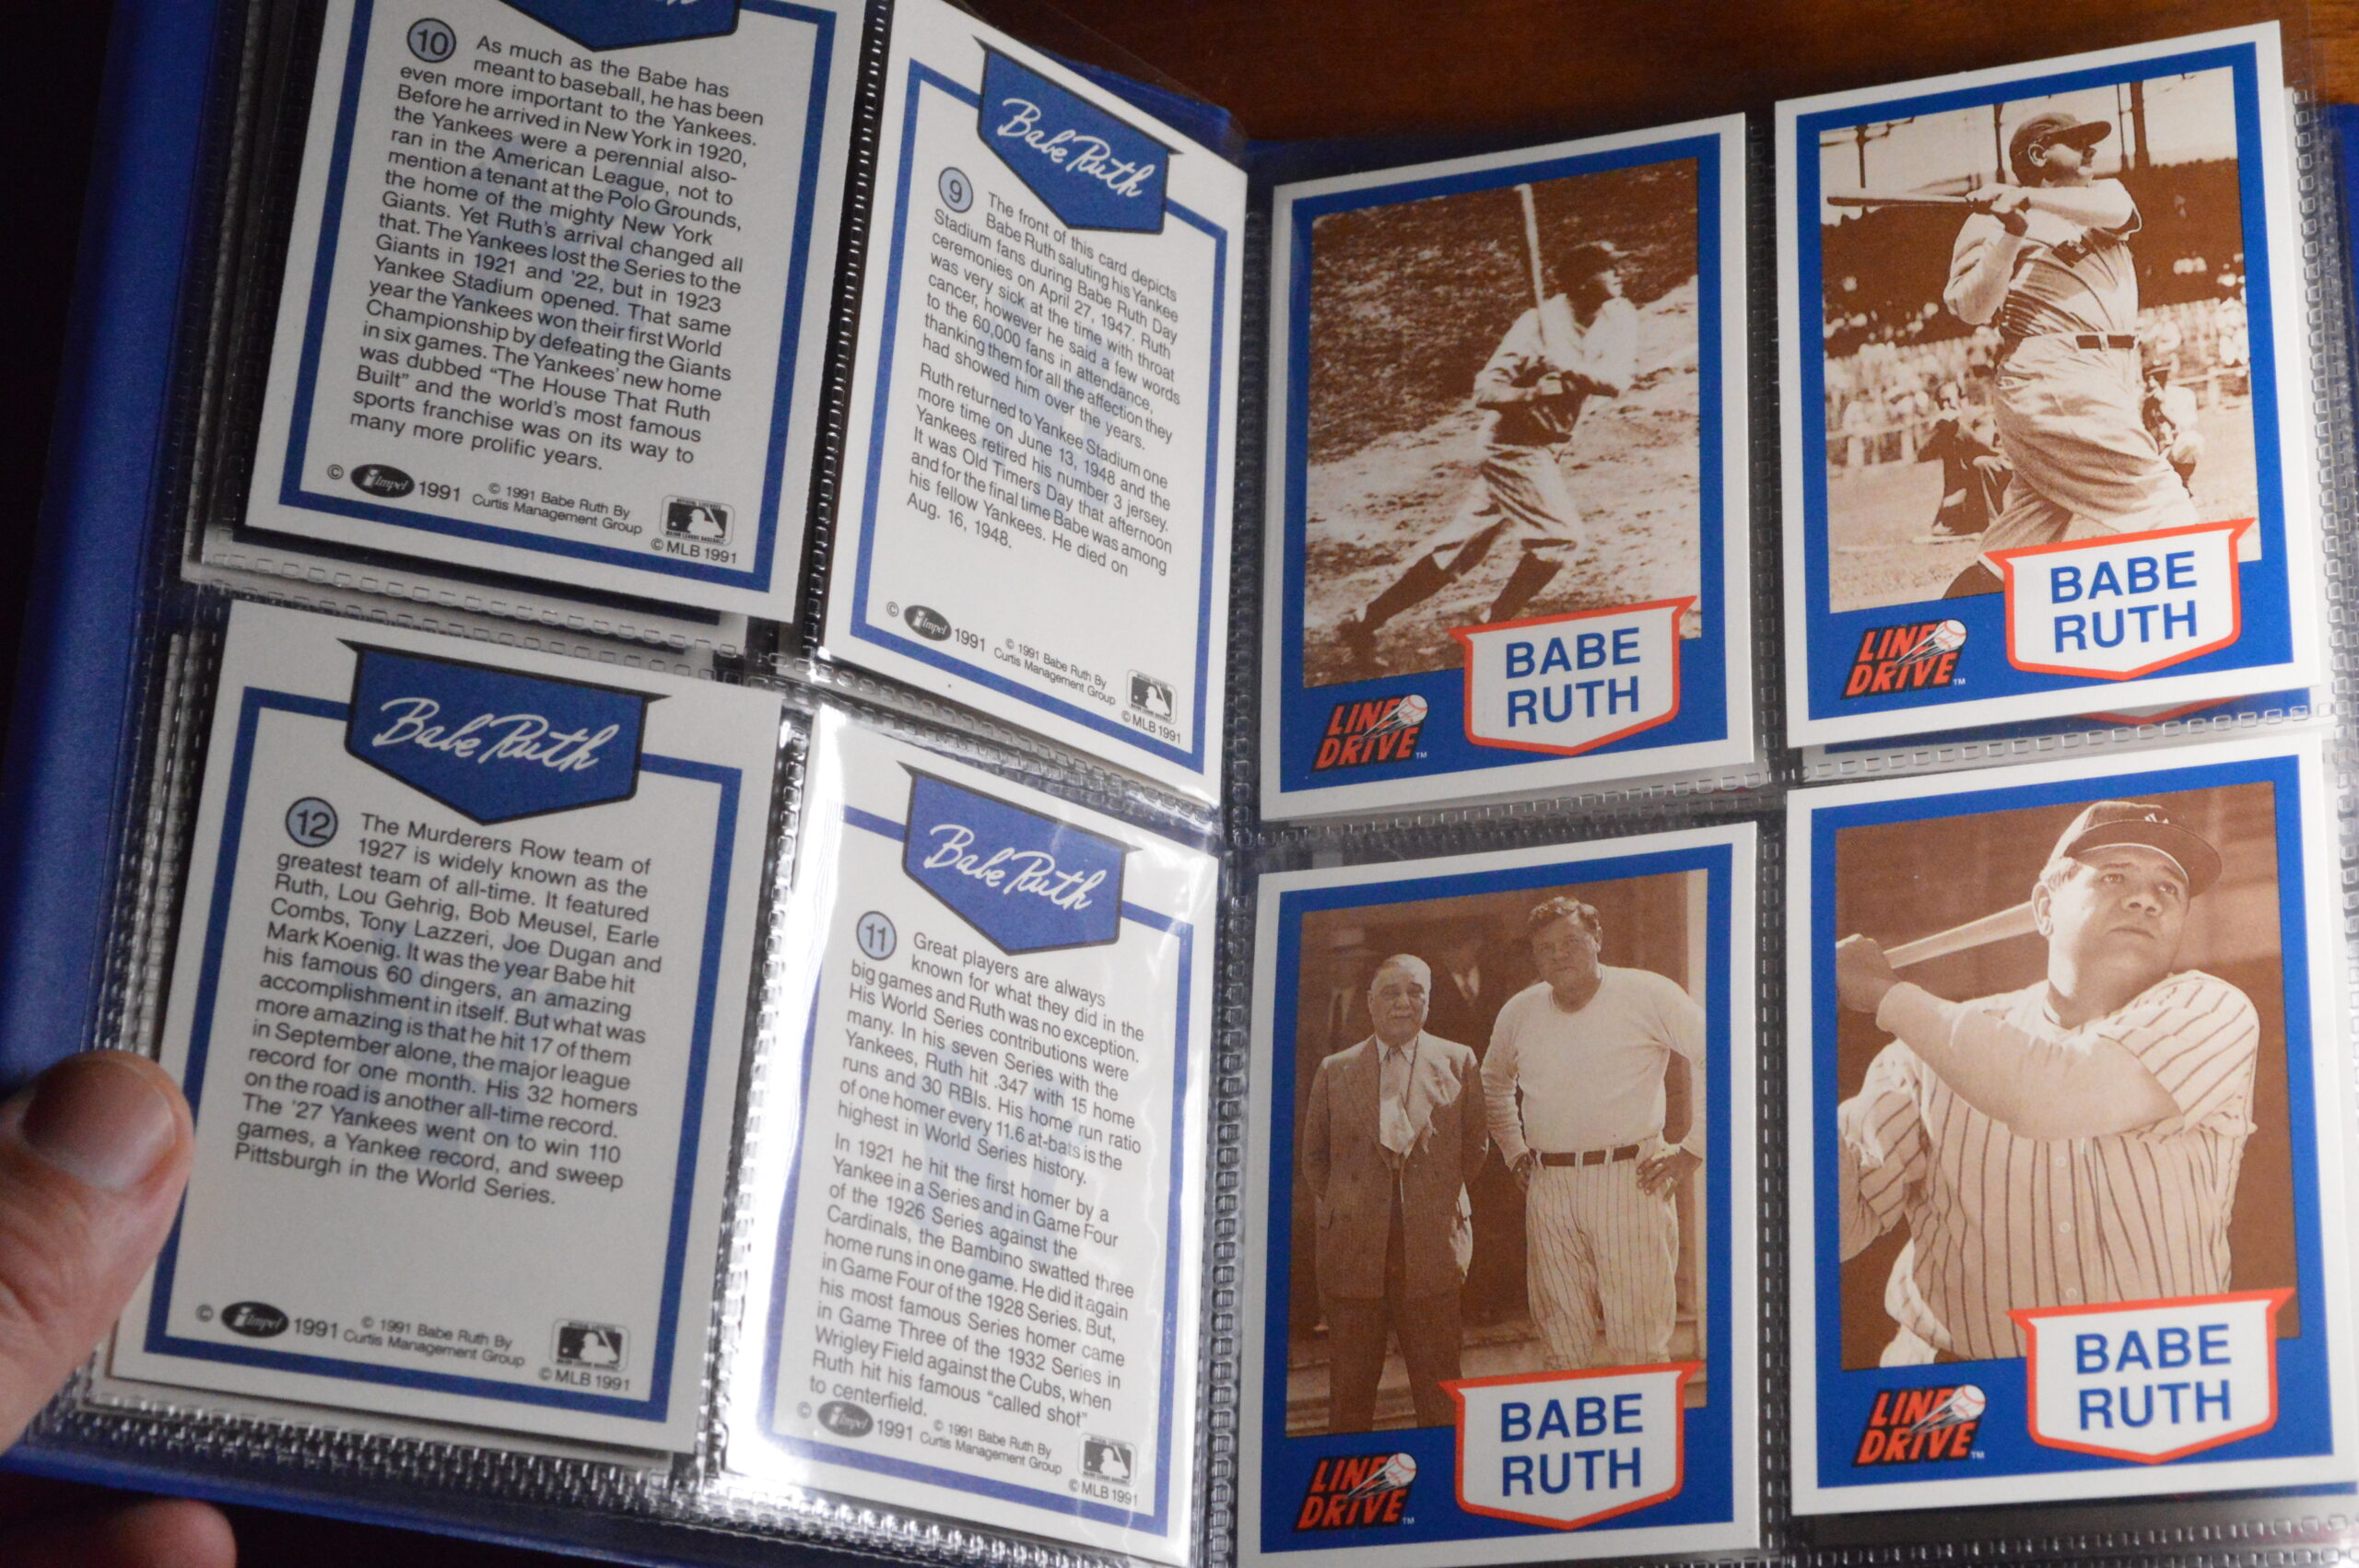 10
As much as the Babe has
meant to baseball, he has been
even more important to the Yankees.
Before he arrived in New York in 1920,
the Yankees were a perennial also-
ran in the American League, not to
mention a tenant at the Polo Grounds,
the home of the mighty New York
Giants. Yet Ruth's arrival changed all
that. The Yankees lost the Series to the
Giants in 1921 and '22, but in 1923
Yankee Stadium opened. That same
year the Yankees won their first World
Championship by defeating the Giants
in six games. The Yankees' new home
was dubbed "The House That Ruth
Built" and the world's most famous
sports franchise was on its way to
many more prolific years.
© Impel 1991 © 1991 Babe Ruth By
Curtis Management Group
© MLB 1991
Babe Ruth
9
The front of this card depicts
Babe Ruth saluting his Yankee
Stadium fans during Babe Ruth Day
ceremonies on April 27, 1947. Ruth
was very sick at the time with throat
cancer, however he said a few words
to the 60,000 fans in attendance,
thanking them for all the affection they
had showed him over the years.
Ruth returned to Yankee Stadium one
more time on June 13, 1948 and the
Yankees retired his number 3 jersey.
It was Old Timers Day that afternoon
and for the final time Babe was among
his fellow Yankees. He died on
Aug. 16, 1948.
© Impel 1991 © 1991 Babe Ruth By
Curtis Management Group
© MLB 1991
Babe Ruth
12
The Murderers Row team of
1927 is widely known as the
greatest team of all-time. It featured
Ruth, Lou Gehrig, Bob Meusel, Earle
Combs, Tony Lazzeri, Joe Dugan and
Mark Koenig. It was the year Babe hit
his famous 60 dingers, an amazing
accomplishment in itself. But what was
more amazing is that he hit 17 of them
in September alone, the major league
record for one month. His 32 homers
on the road is another all-time record.
The '27 Yankees went on to win 110
games, a Yankee record, and sweep
Pittsburgh in the World Series.
© Impel 1991 © 1991 Babe Ruth By
Curtis Management Group
© MLB 1991
Babe Ruth
11
Great players are always
known for what they did in the
big games and Ruth was no exception.
His World Series contributions were
many. In his seven Series with the
Yankees, Ruth hit .347 with 15 home
runs and 30 RBIs. His home run ratio
of one homer every 11.6 at-bats is the
highest in World Series history.
In 1921 he hit the first homer by a
Yankee in a Series and in Game Four
of the 1926 Series against the
Cardinals, the Bambino swatted three
home runs in one game. He did it again
in Game Four of the 1928 Series. But,
his most famous Series homer came
in Game Three of the 1932 Series in
Wrigley Field against the Cubs, when
Ruth hit his famous "called shot"
to centerfield.
© Impel 1991 © 1991 Babe Ruth By
Curtis Management Group
© MLB 1991
BABE
RUTH
LINE
DRIVE™
BABE
RUTH
LINE
DRIVE™
BABE
RUTH
LINE
DRIVE™
BABE
RUTH
LINE
DRIVE™